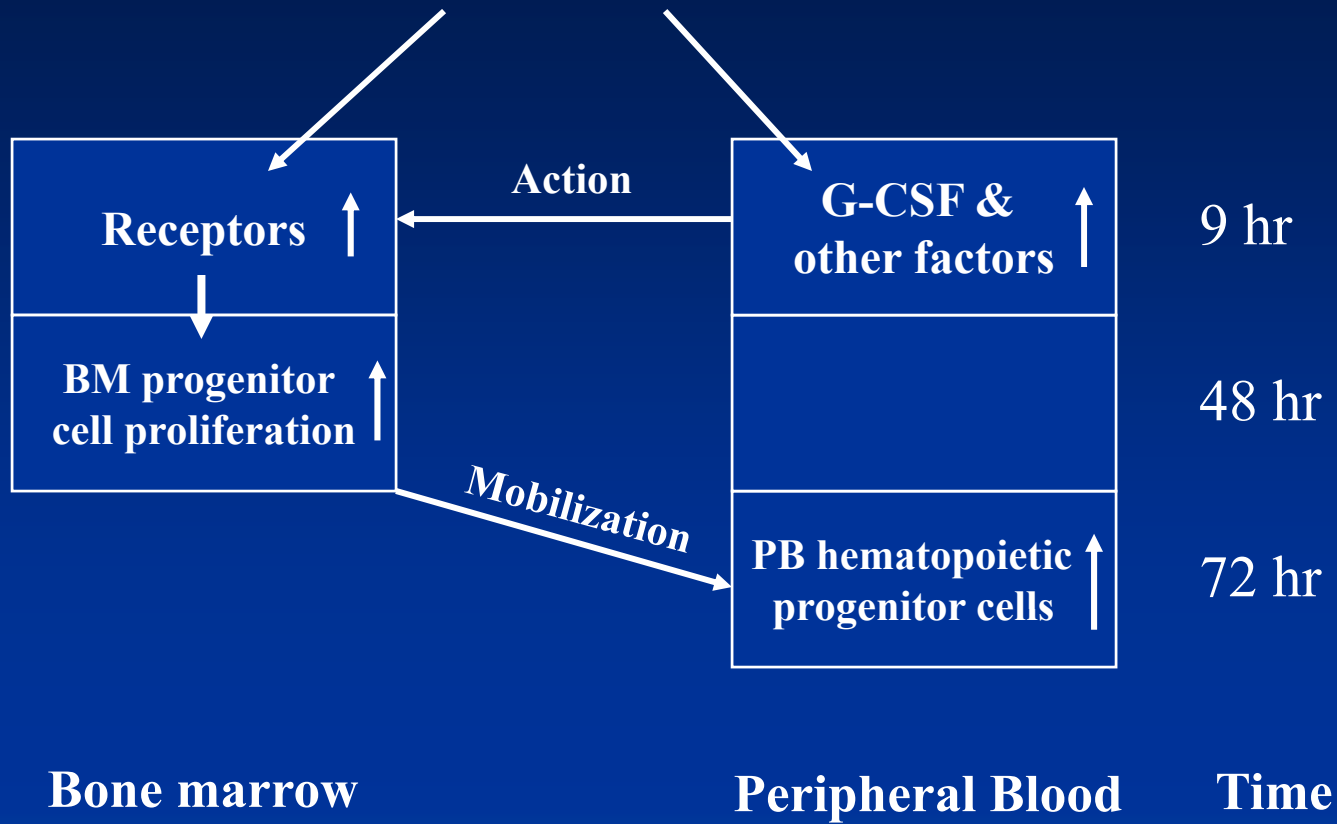 Action
Receptors
G-CSF &
other factors
9 hr
BM progenitor
cell proliferation
48 hr
Mobilization
PB hematopoietic
progenitor cells
72 hr
Bone marrow
Peripheral Blood
Time